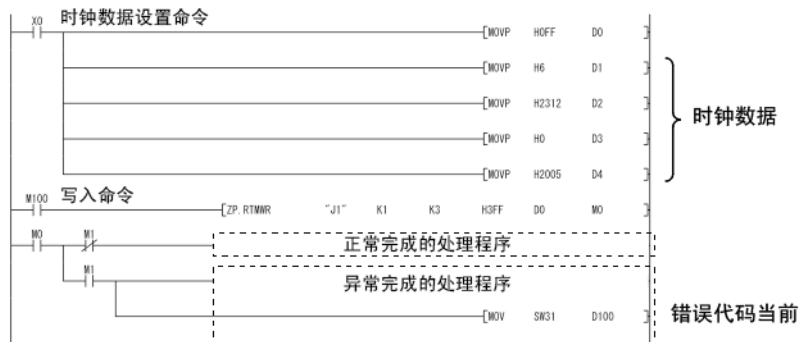 X0 时钟数据设置命令
[MOVP H0FF D0 ]
[MOVP H6 D1 ]
[MOVP H2312 D2 ]
时钟数据
[MOVP H0 D3 ]
[MOVP H2005 D4 ]
M100 写入命令
[ZP.RTMWR "J1" K1 K3 H3FF D0 M0 ]
M0 M1 正常完成的处理程序
M1 异常完成的处理程序
[MOV SW31 D100 ] 错误代码当前